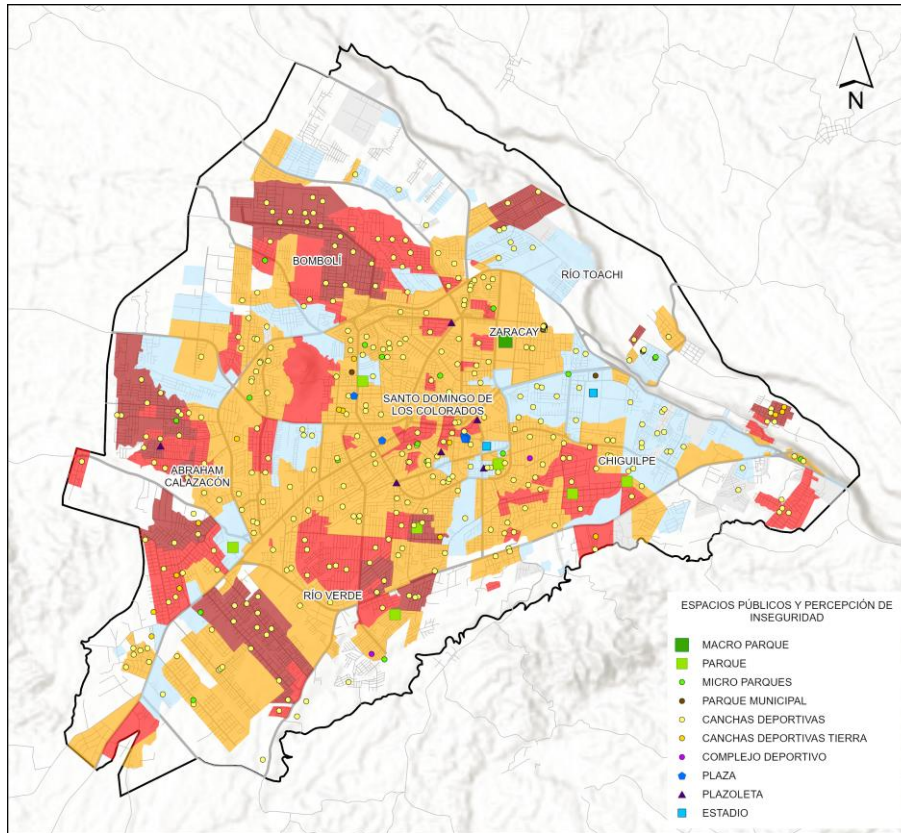 N
BOMBOLÍ
RÍO TOACHI
ZARACAY
SANTO DOMINGO DE
LOS COLORADOS
ABRAHAM
CALAZACÓN
CHIGUILPE
RÍO VERDE
ESPACIOS PÚBLICOS Y PERCEPCIÓN DE
INSEGURIDAD
MACRO PARQUE
PARQUE
MICRO PARQUES
PARQUE MUNICIPAL
CANCHAS DEPORTIVAS
CANCHAS DEPORTIVAS TIERRA
COMPLEJO DEPORTIVO
PLAZA
PLAZOLETA
ESTADIO